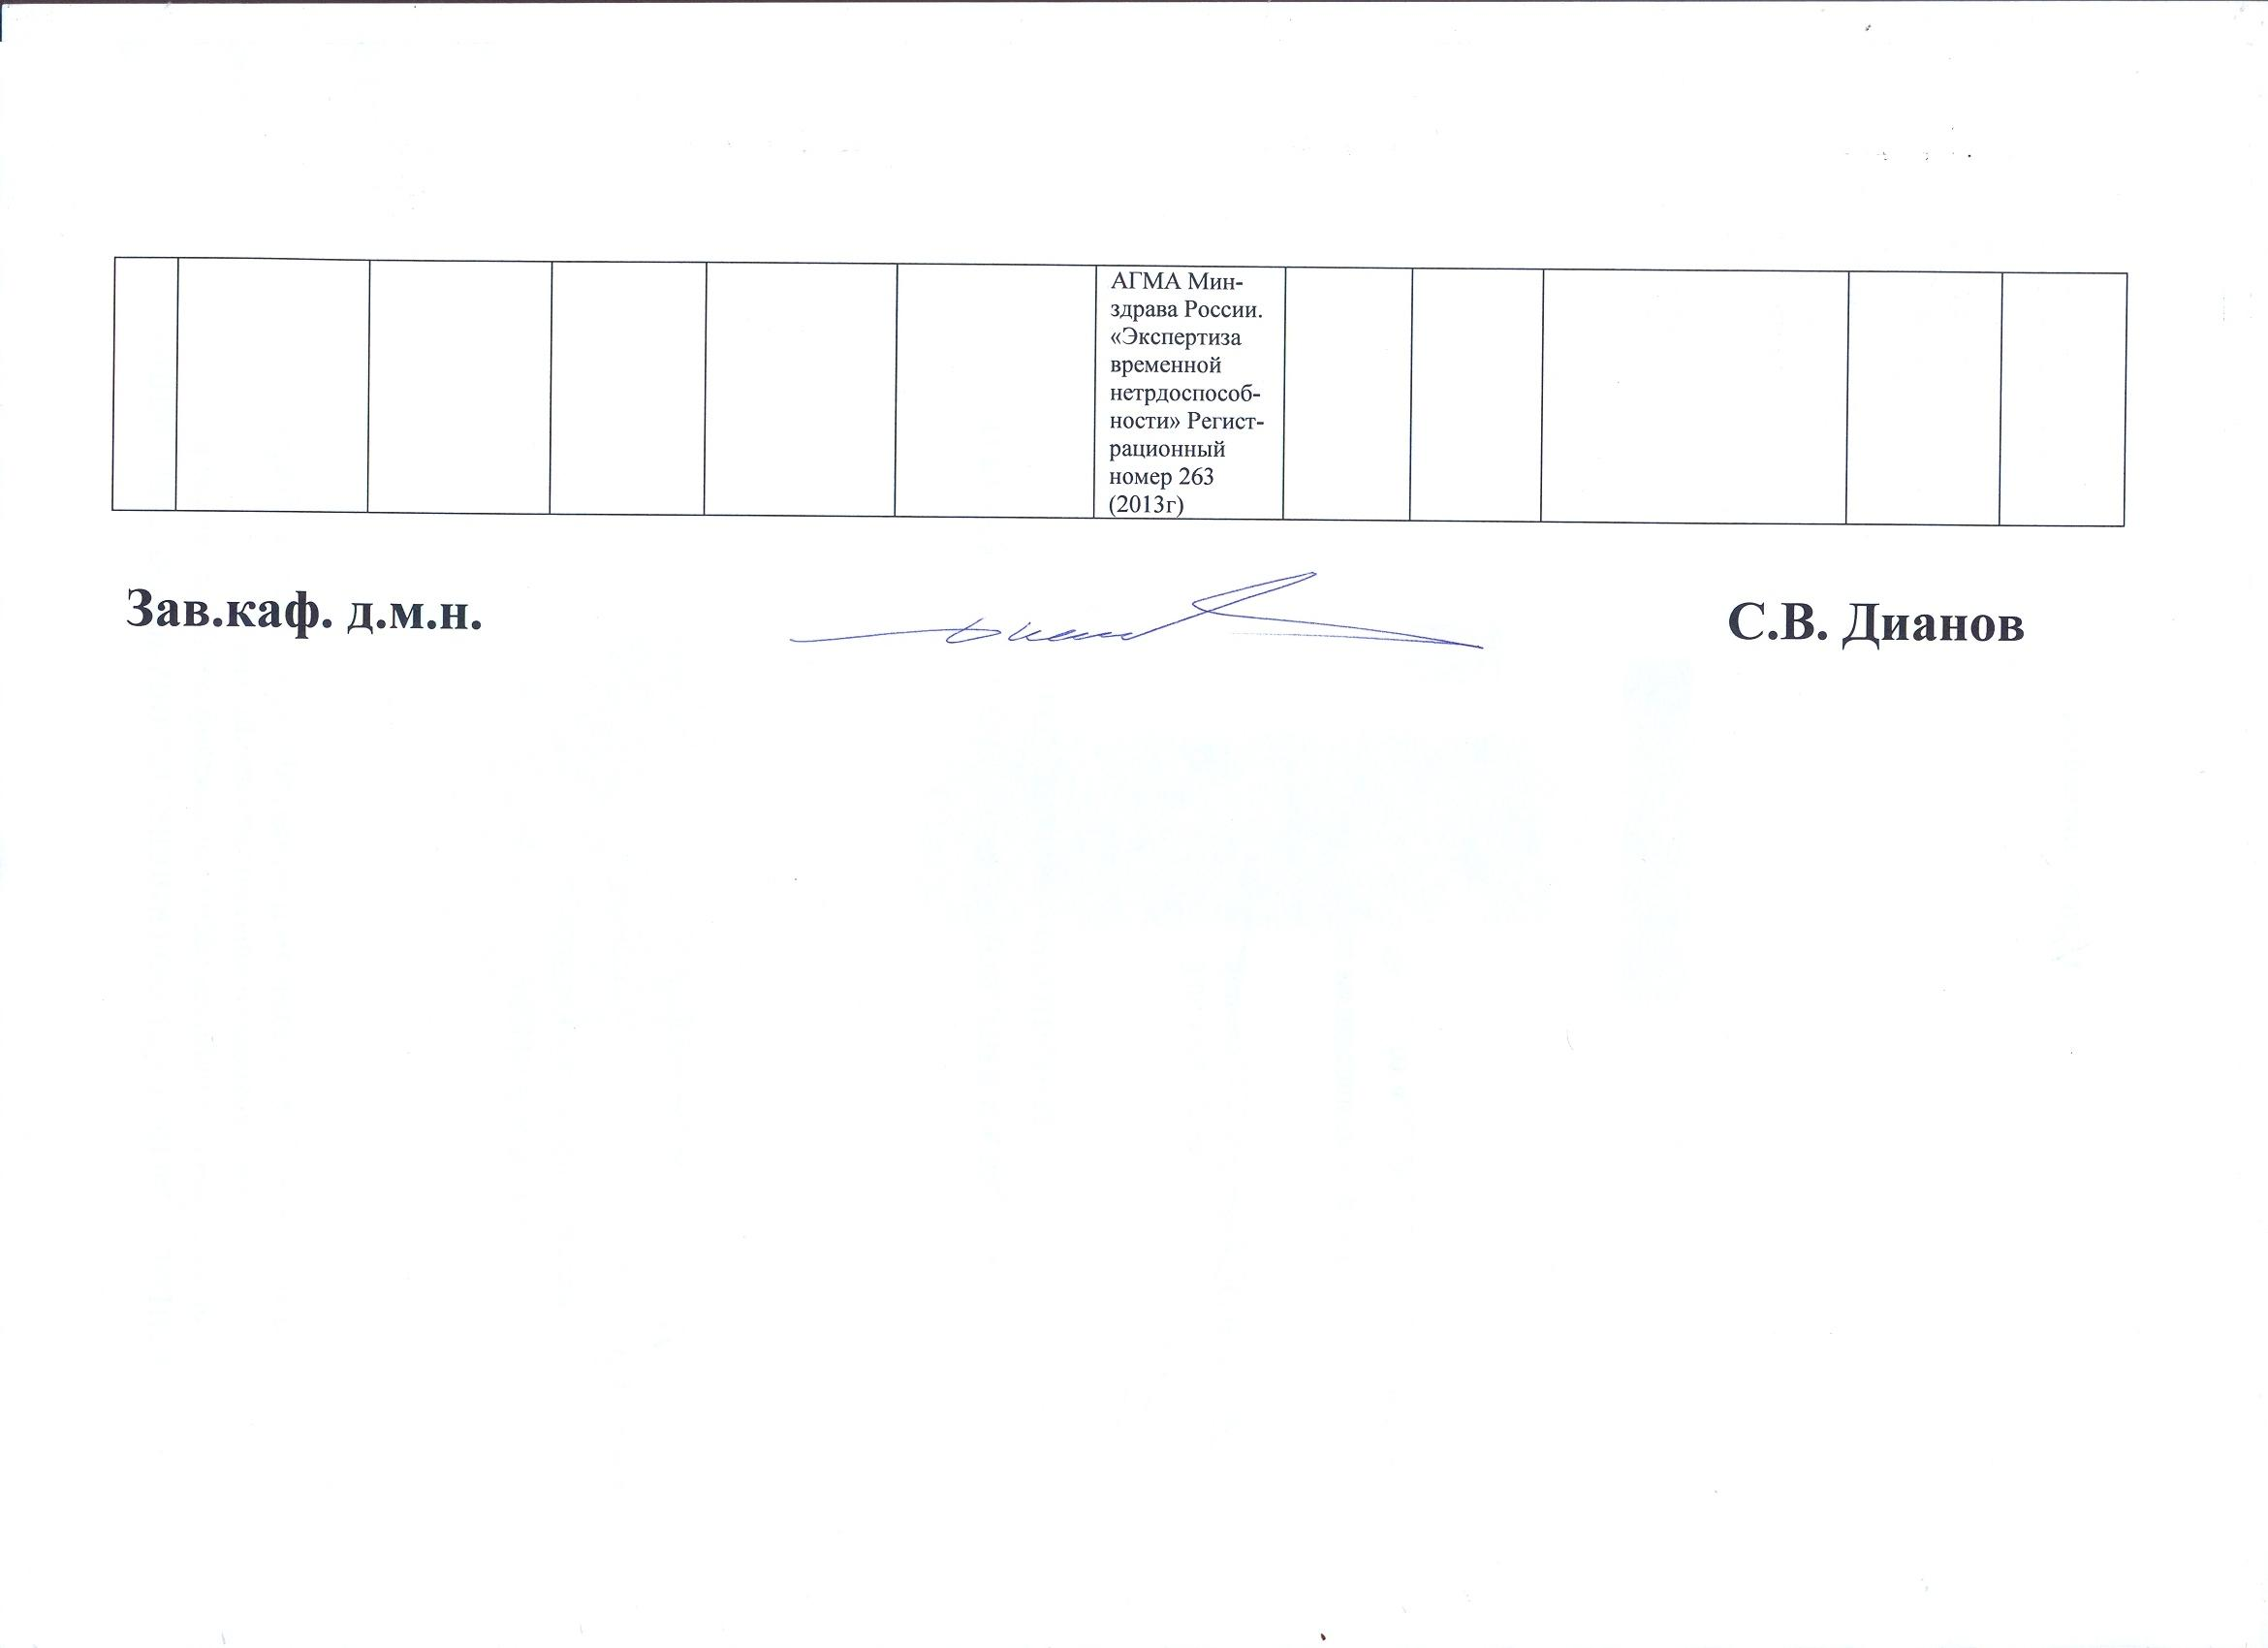 АГМА Мин-
здрава России.
«Экспертиза
временной
нетрдоспособ-
ности» Регист-
рационный
номер 263
(2013г)
Зав.каф. д.м.н. С.В. Дианов